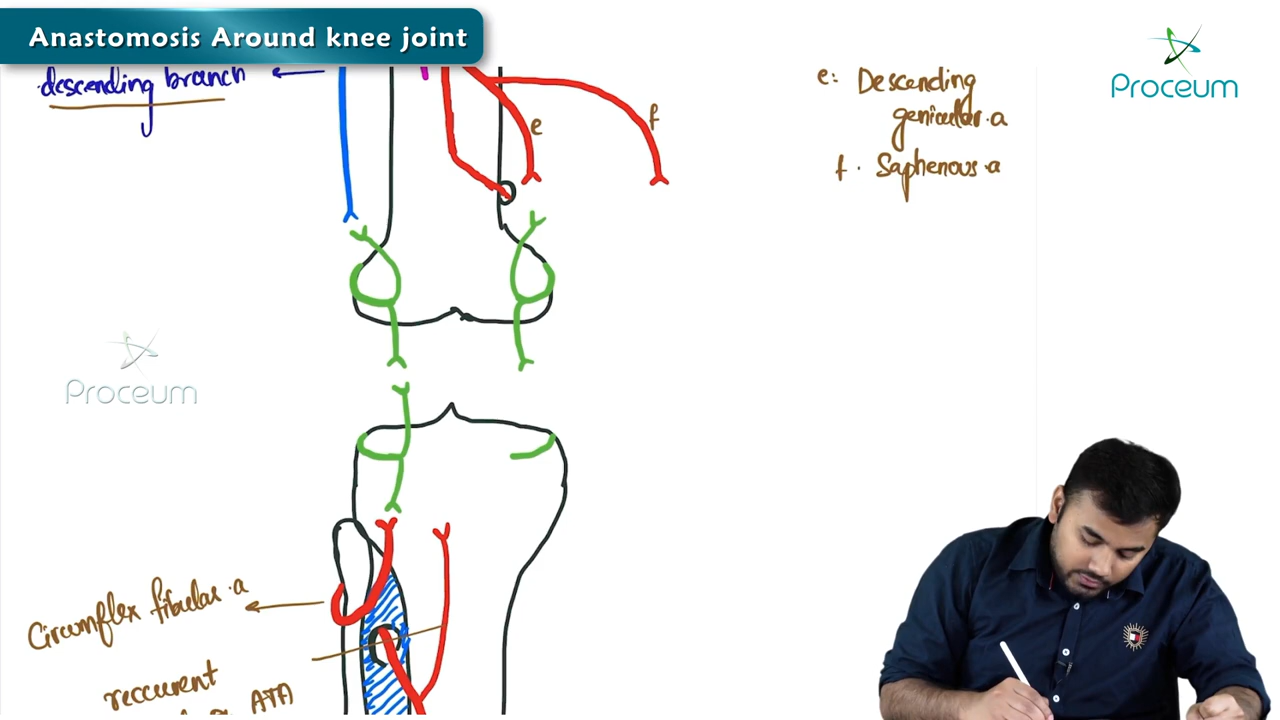 Anastomosis Around knee joint
descending branch
e: Descending
genicular.a
f. Saphenous.a
Proceum
e
f
Proceum
Circumflex fibular.a
reccurent
ATA